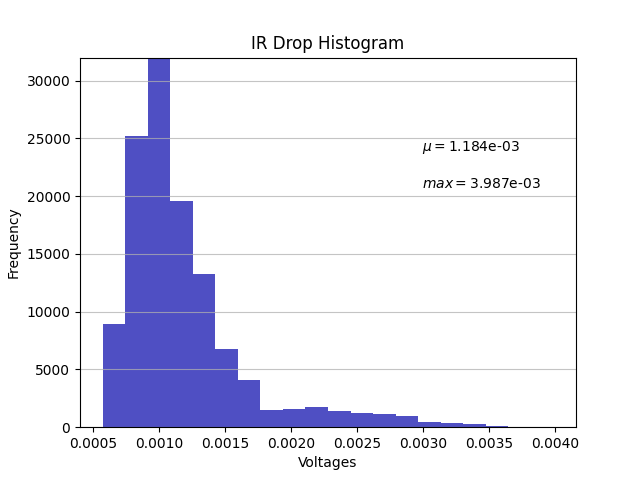 IR Drop Histogram
30000
25000
20000
15000
10000
5000
0
Frequency
μ = 1.184e-03
max = 3.987e-03
0.0005 0.0010 0.0015 0.0020 0.0025 0.0030 0.0035 0.0040
Voltages